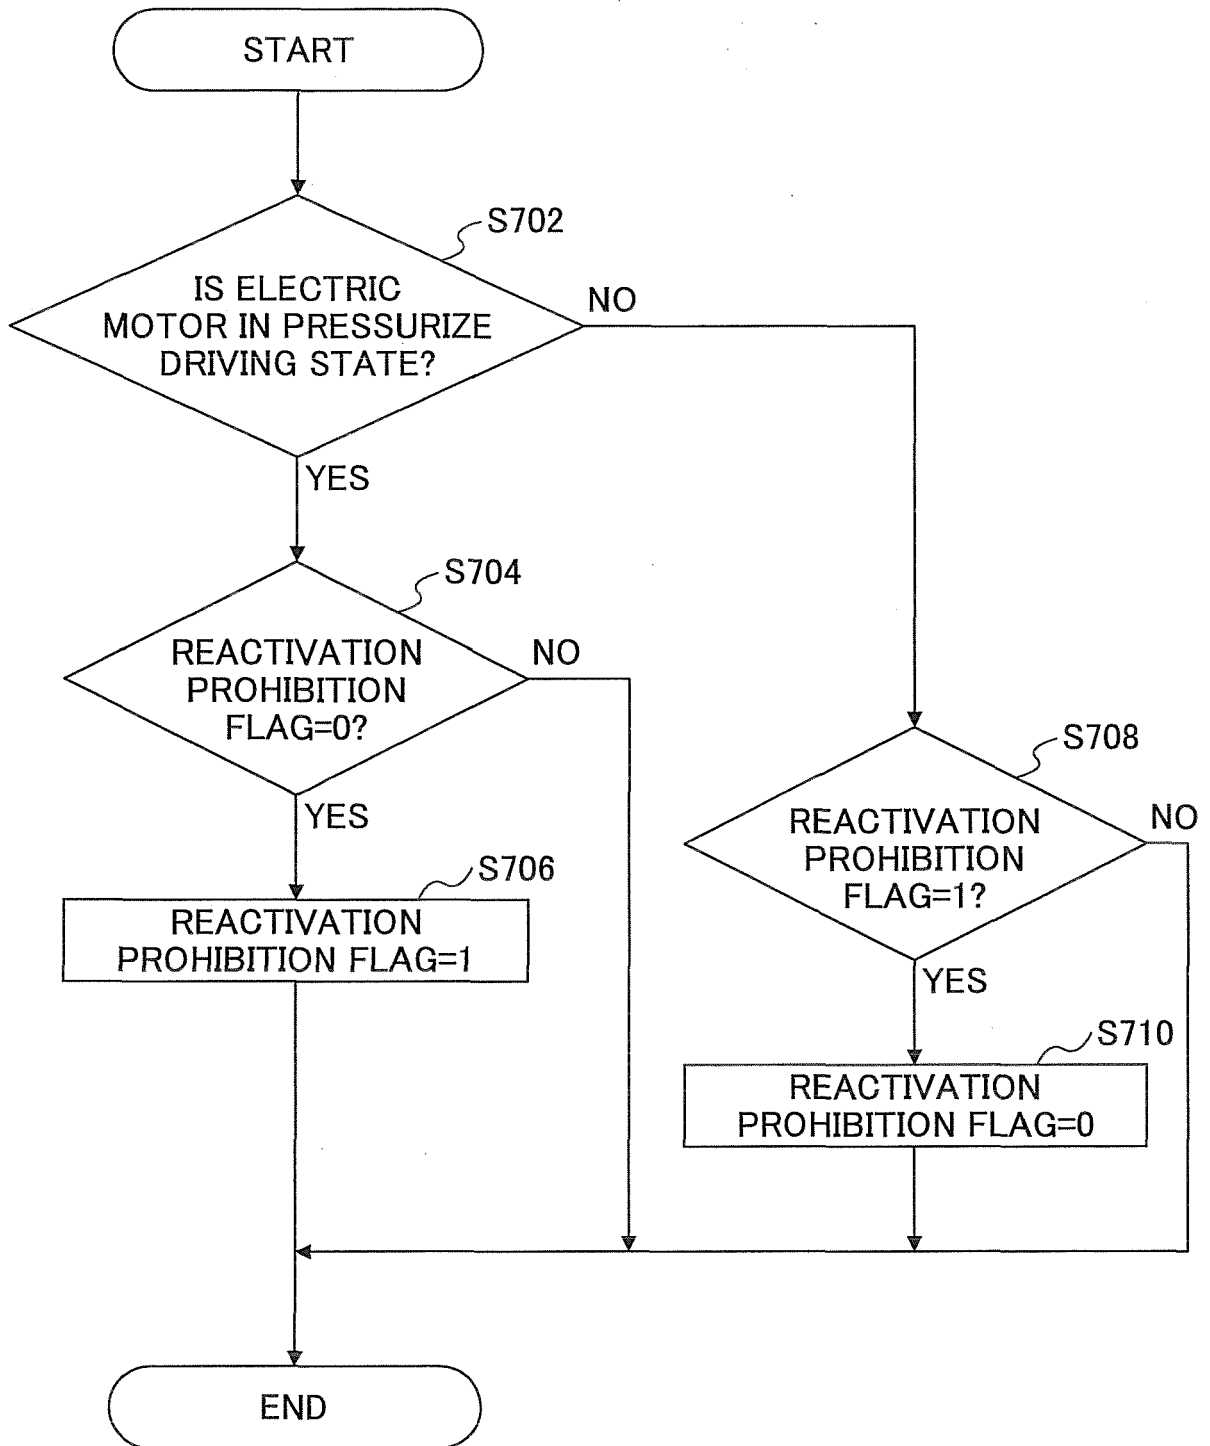 START
S702
IS ELECTRIC
MOTOR IN PRESSURIZE
DRIVING STATE?
NO
YES
S704
REACTIVATION
PROHIBITION
FLAG=0?
NO
YES
S706
REACTIVATION
PROHIBITION FLAG=1
S708
REACTIVATION
PROHIBITION
FLAG=1?
NO
YES
S710
REACTIVATION
PROHIBITION FLAG=0
END